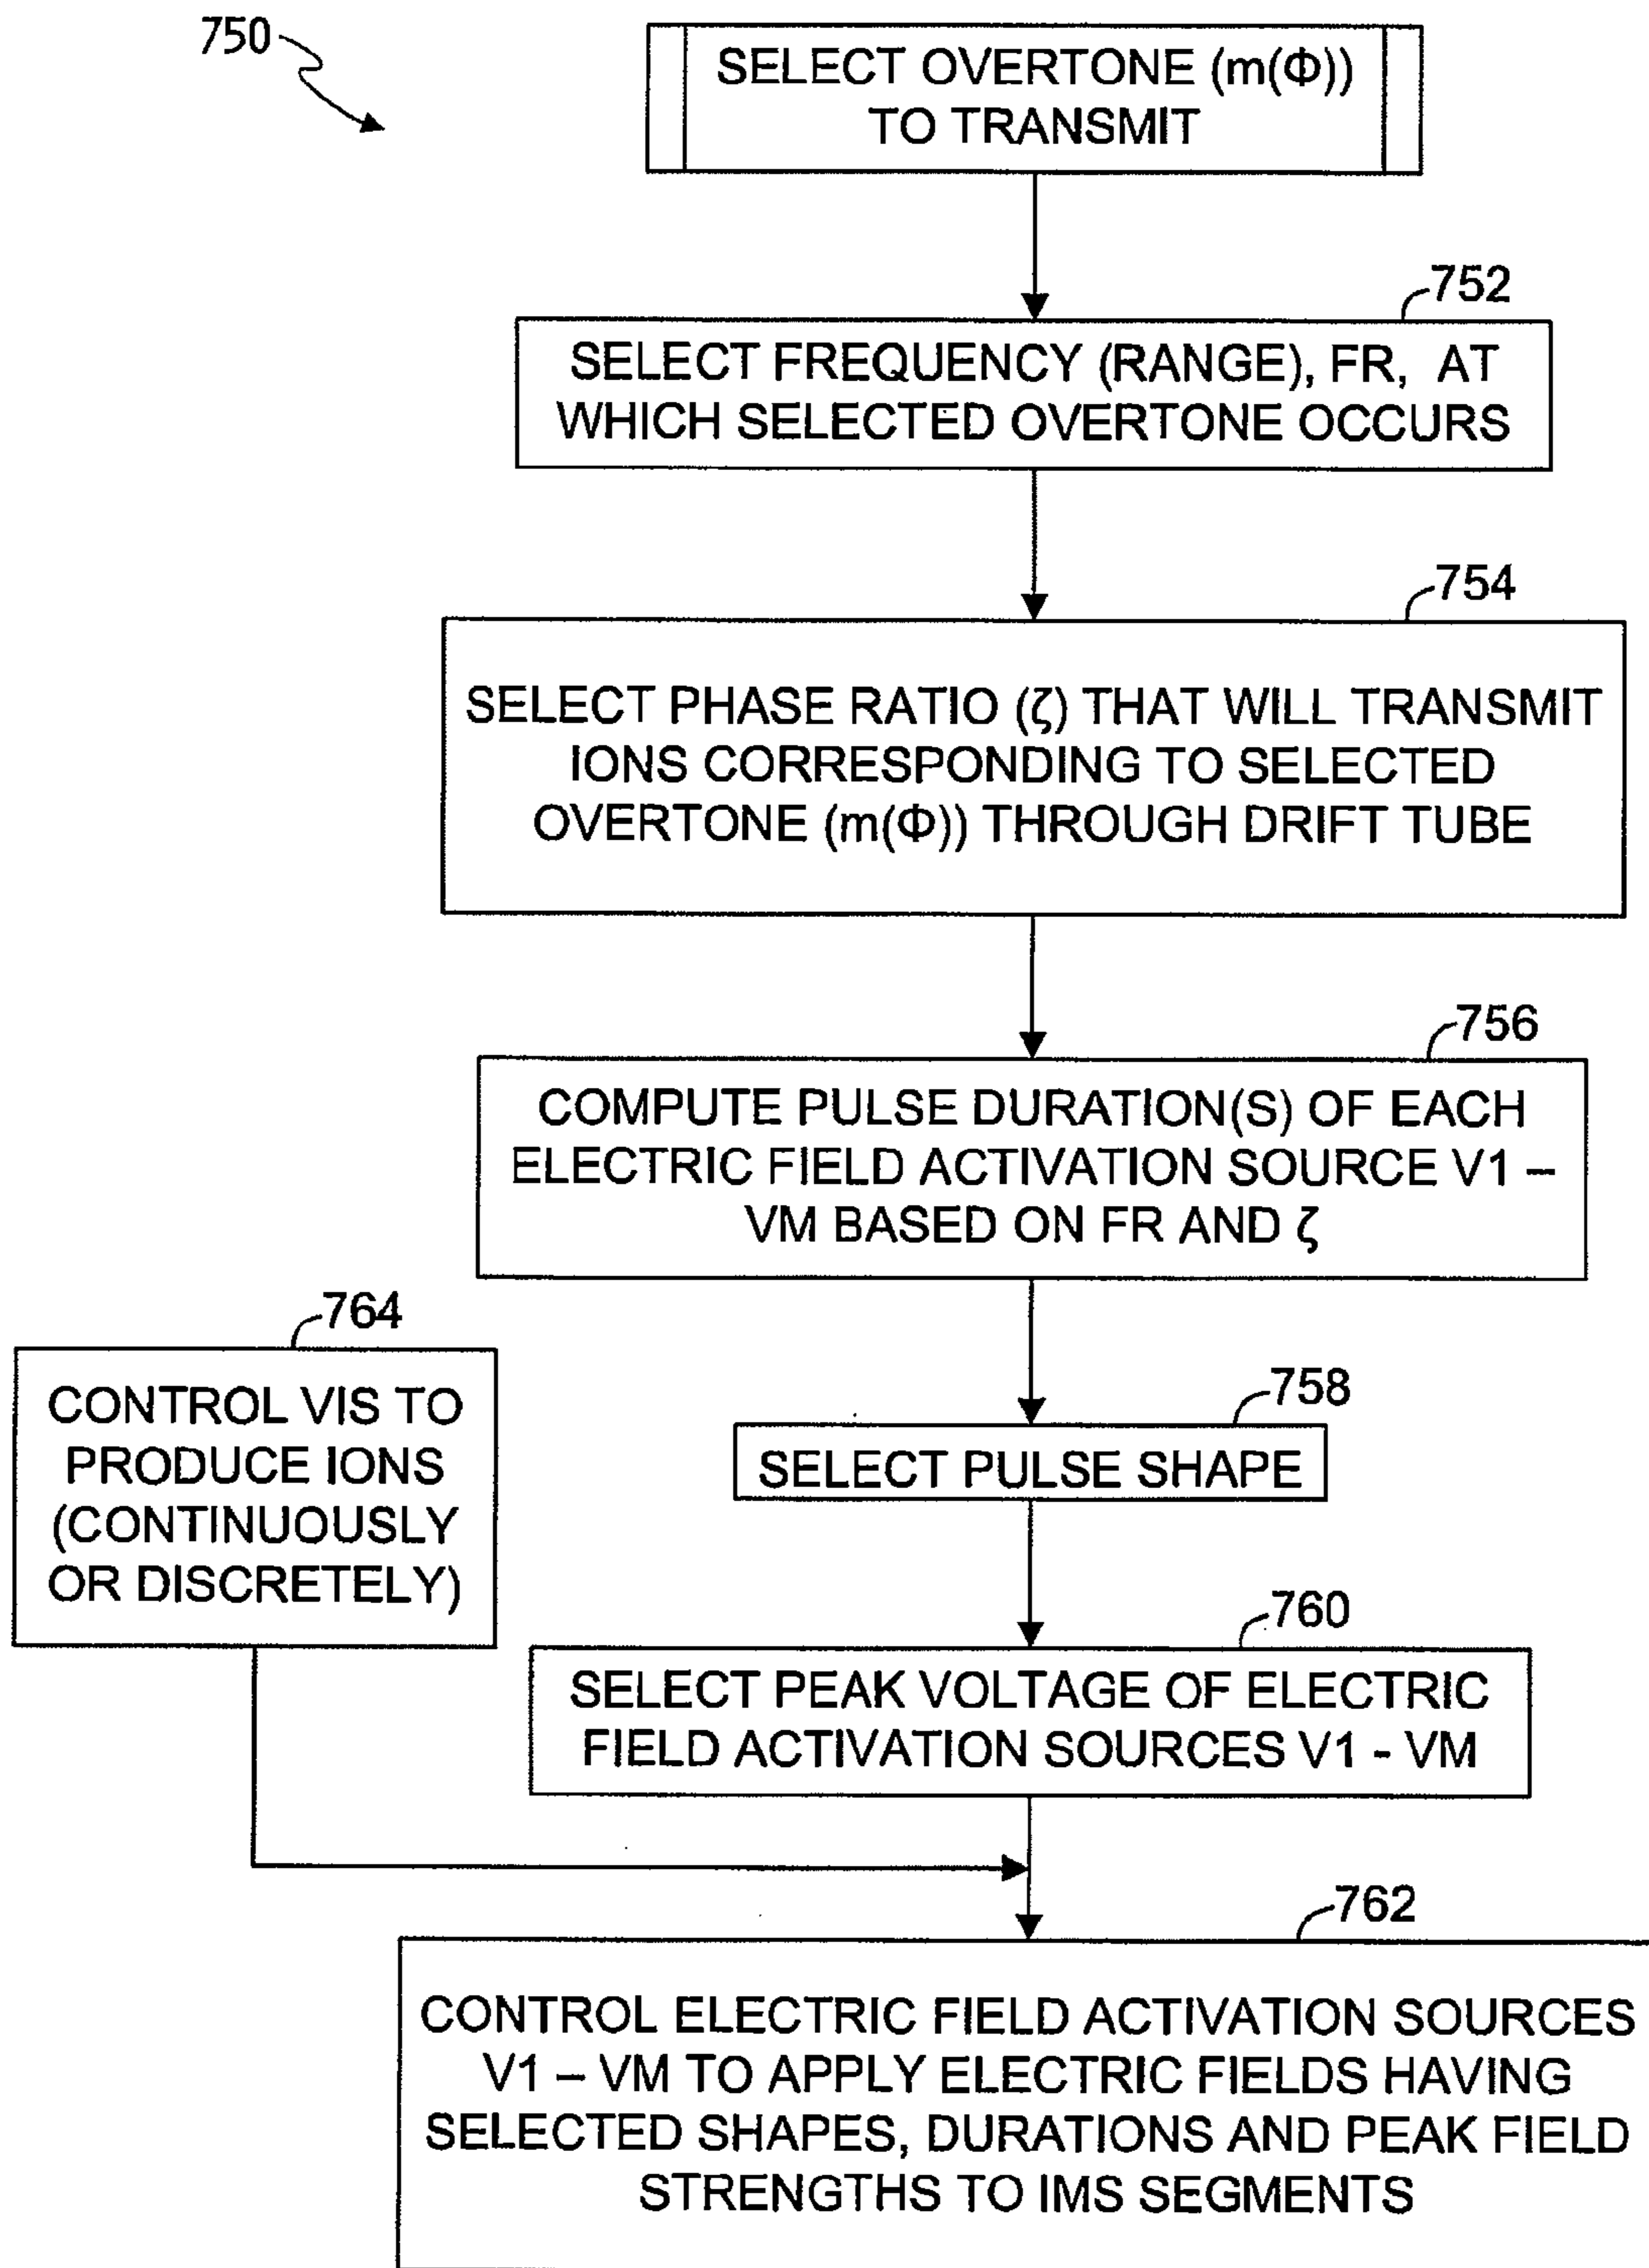 750
SELECT OVERTONE (m(Φ))
TO TRANSMIT
752
SELECT FREQUENCY (RANGE), FR, AT
WHICH SELECTED OVERTONE OCCURS
754
SELECT PHASE RATIO (ζ) THAT WILL TRANSMIT
IONS CORRESPONDING TO SELECTED
OVERTONE (m(Φ)) THROUGH DRIFT TUBE
756
COMPUTE PULSE DURATION(S) OF EACH
ELECTRIC FIELD ACTIVATION SOURCE V1 –
VM BASED ON FR AND ζ
764
CONTROL VIS TO
PRODUCE IONS
(CONTINUOUSLY
OR DISCRETELY)
758
SELECT PULSE SHAPE
760
SELECT PEAK VOLTAGE OF ELECTRIC
FIELD ACTIVATION SOURCES V1 - VM
762
CONTROL ELECTRIC FIELD ACTIVATION SOURCES
V1 – VM TO APPLY ELECTRIC FIELDS HAVING
SELECTED SHAPES, DURATIONS AND PEAK FIELD
STRENGTHS TO IMS SEGMENTS